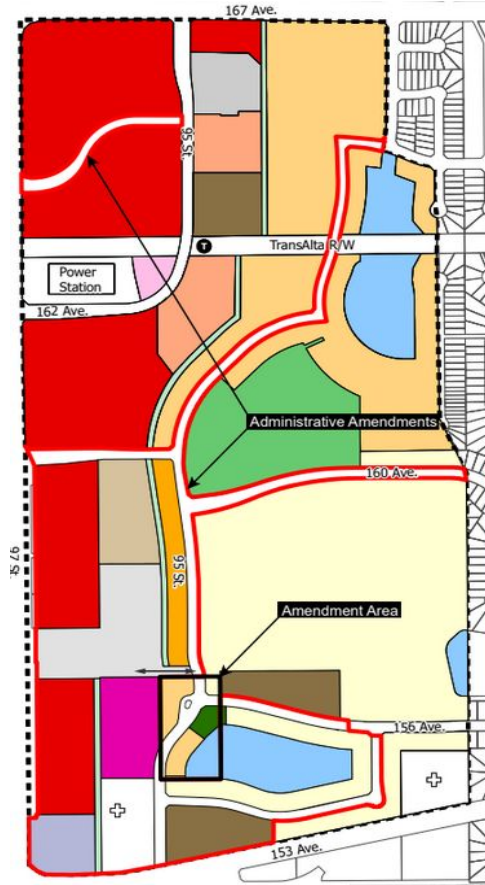 167 Ave.
95 St.
T
TransAlta R/W
Power
Station
162 Ave.
Administrative Amendments
160 Ave.
97 St.
95 St.
Amendment Area
156 Ave.
153 Ave.